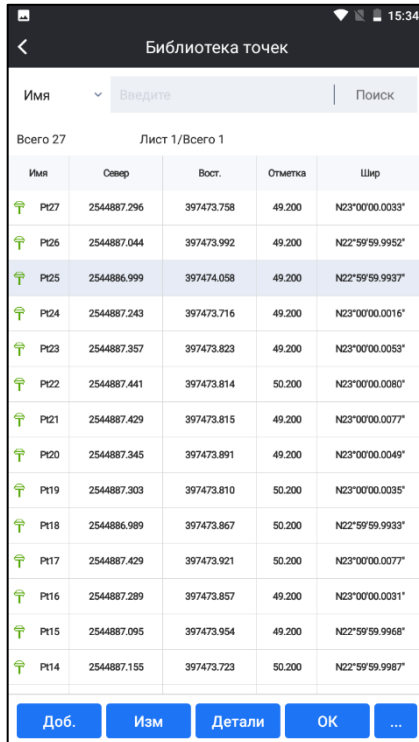 15:34
Библиотека точек
Имя Введите Поиск
Всего 27 Лист 1/Всего 1
Имя Север Вост. Отметка Шир
Pt27 2544887.296 397473.758 49.200 N23°00'00.0033"
Pt26 2544887.044 397473.992 49.200 N22°59'59.9952"
Pt25 2544886.999 397474.058 49.200 N22°59'59.9937"
Pt24 2544887.243 397473.716 49.200 N23°00'00.0016"
Pt23 2544887.357 397473.823 49.200 N23°00'00.0053"
Pt22 2544887.441 397473.814 50.200 N23°00'00.0080"
Pt21 2544887.429 397473.815 49.200 N23°00'00.0077"
Pt20 2544887.345 397473.891 49.200 N23°00'00.0049"
Pt19 2544887.303 397473.810 50.200 N23°00'00.0035"
Pt18 2544886.989 397473.867 50.200 N22°59'59.9933"
Pt17 2544887.429 397473.921 50.200 N23°00'00.0077"
Pt16 2544887.289 397473.857 49.200 N23°00'00.0031"
Pt15 2544887.095 397473.954 49.200 N22°59'59.9968"
Pt14 2544887.155 397473.723 50.200 N22°59'59.9987"
Доб. Изм Детали ОК ...